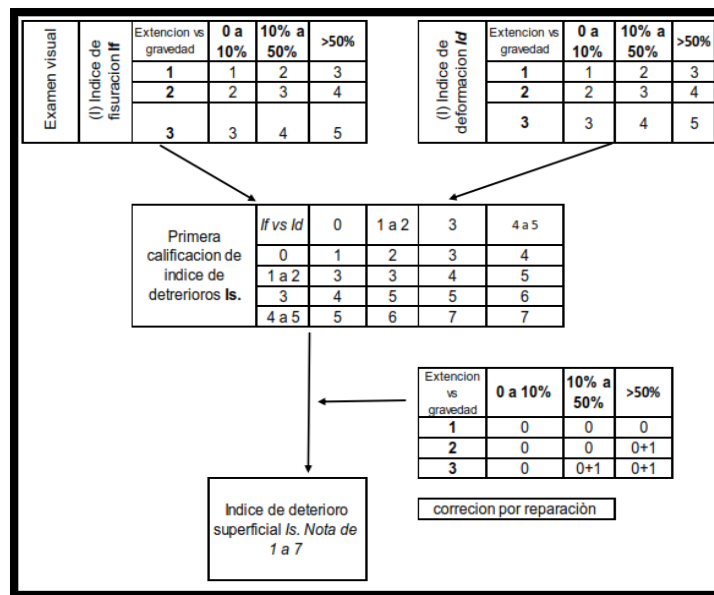 Examen visual
(I) Indice de
fisuracion If
Extencion vs
gravedad
0 a
10%
10% a
50%
>50%
1 1 2 3
2 2 3 4
3 3 4 5
(I) Indice de
deformacion Id
Extencion vs
gravedad
0 a
10%
10% a
50%
>50%
1 1 2 3
2 2 3 4
3 3 4 5
Primera
calificacion de
indice de
detrerioros Is.
If vs Id 0 1 a 2 3 4 a 5
0 1 2 3 4
1 a 2 3 3 4 5
3 4 5 5 6
4 a 5 5 6 7 7
Extencion
vs
gravedad
0 a 10%
10% a
50%
>50%
1 0 0 0
2 0 0 0+1
3 0 0+1 0+1
correcion por reparaciòn
Indice de deterioro
superficial Is. Nota de
1 a 7